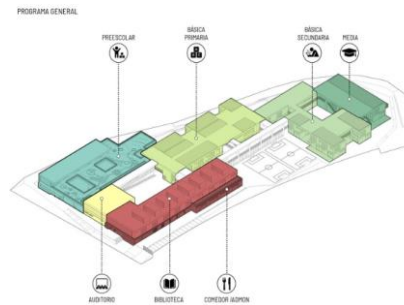 PROGRAMA GENERAL
PREESCOLAR
BÁSICA
PRIMARIA
BÁSICA
SECUNDARIA
MEDIA
AUDITORIO
BIBLIOTECA
COMEDOR /ADMON